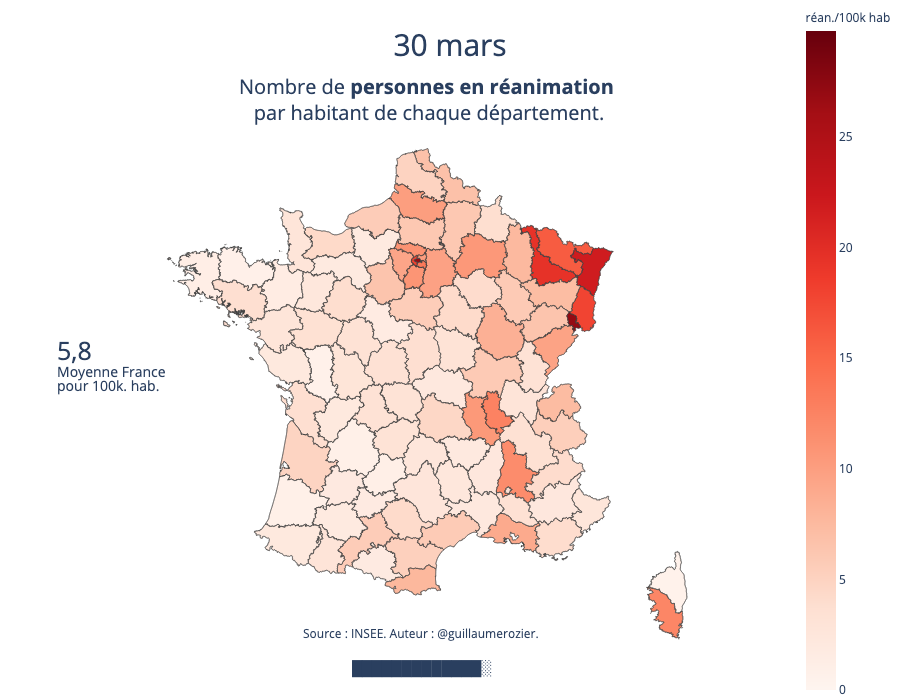 30 mars
Nombre de personnes en réanimation
par habitant de chaque département.
réan./100k hab
25
20
15
10
5
0
5,8
Moyenne France
pour 100k. hab.
Source : INSEE. Auteur : @guillaumerozier.